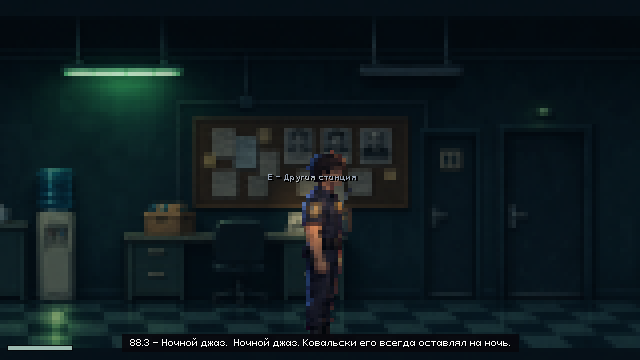 E - Другая станция
88.3 - Ночной джаз. Ночной джаз. Ковальски его всегда оставлял на ночь.